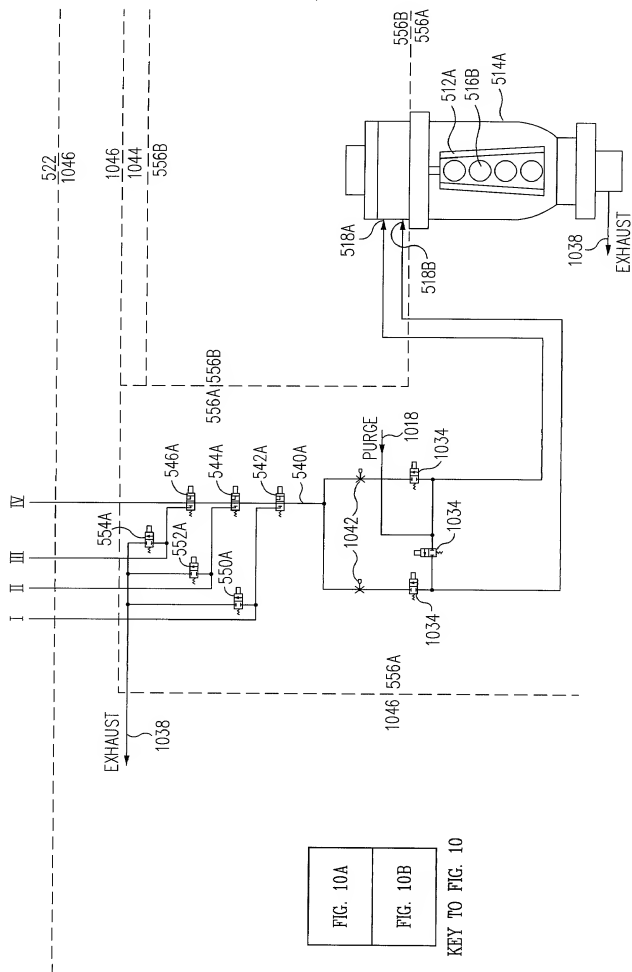 522
1046
1046
1044
556B
556B
556A
512A
516B
514A
518A
518B
1038
EXHAUST
556A
556B
IV
III
II
I
546A
544A
542A
540A
554A
552A
550A
PURGE
1018
1034
1042
1034
1034
EXHAUST
1038
1046
556A
FIG. 10A
FIG. 10B
KEY TO FIG. 10